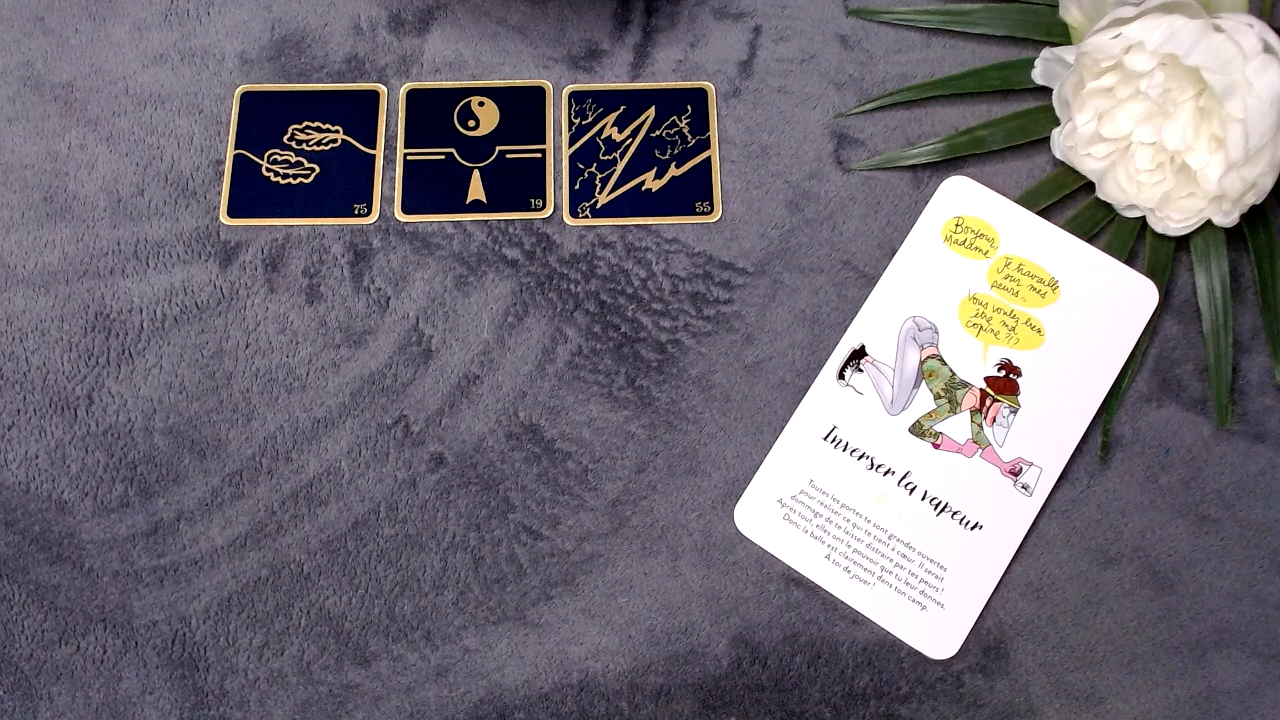 75
19
55
Bonjour,
Madame
Je travaille
sur mes
peurs...
Vous voulez bien
être ma
copine ?!?
Inverser la vapeur
Toutes les portes te sont grandes ouvertes
pour réaliser ce qui te tient à cœur. Il serait
dommage de te laisser distraire par tes peurs !
Après tout, elles ont le pouvoir que tu leur donnes.
Donc la balle est clairement dans ton camp.
À toi de jouer !